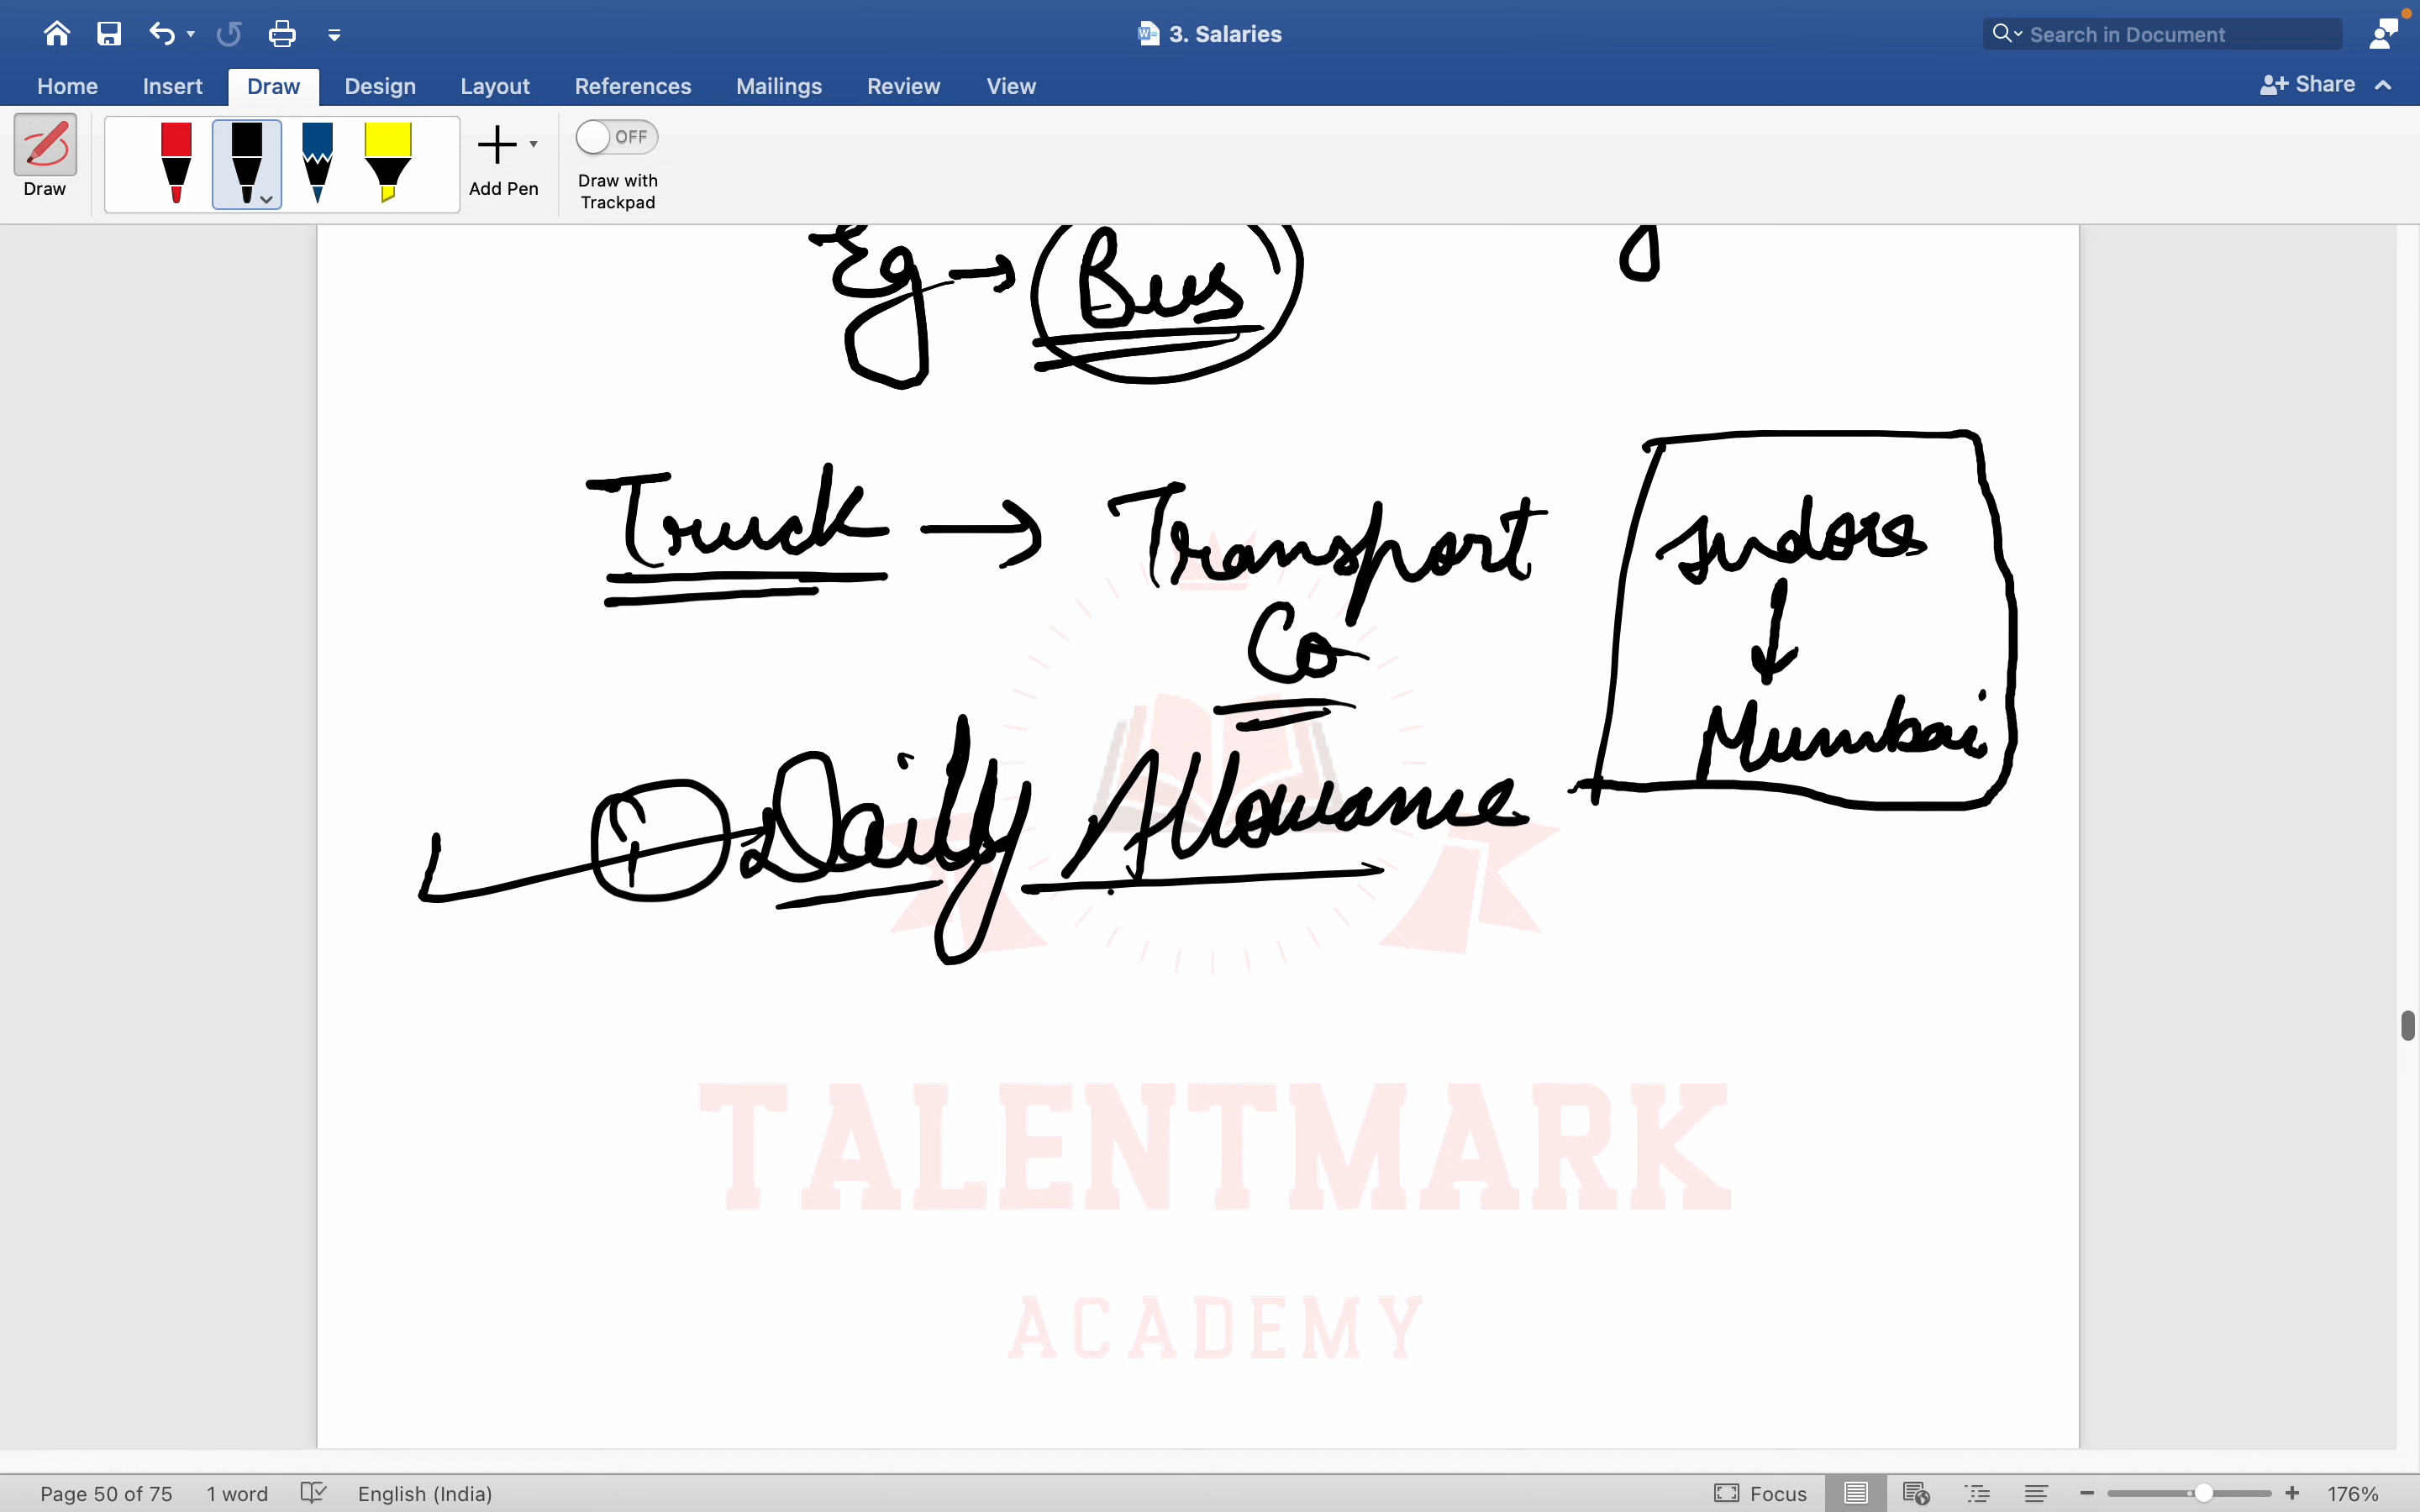 3. Salaries
Search in Document
Home Insert Draw Design Layout References Mailings Review View
Share
Draw
Add Pen
OFF
Draw with
Trackpad
Eg → Bus
Truck → Transport
Co
Indore
↓
Mumbai
① Daily Allowance
TALENTMARK
ACADEMY
Page 50 of 75 1 word English (India) Focus 176%